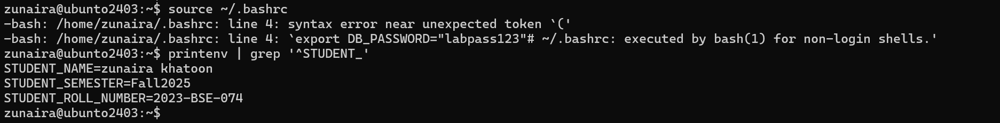 zunaira@ubunto2403:~$ source ~/.bashrc
-bash: /home/zunaira/.bashrc: line 4: syntax error near unexpected token `('
-bash: /home/zunaira/.bashrc: line 4: `export DB_PASSWORD="labpass123"# ~/.bashrc: executed by bash(1) for non-login shells.'
zunaira@ubunto2403:~$ printenv | grep '^STUDENT_'
STUDENT_NAME=zunaira khatoon
STUDENT_SEMESTER=Fall2025
STUDENT_ROLL_NUMBER=2023-BSE-074
zunaira@ubunto2403:~$